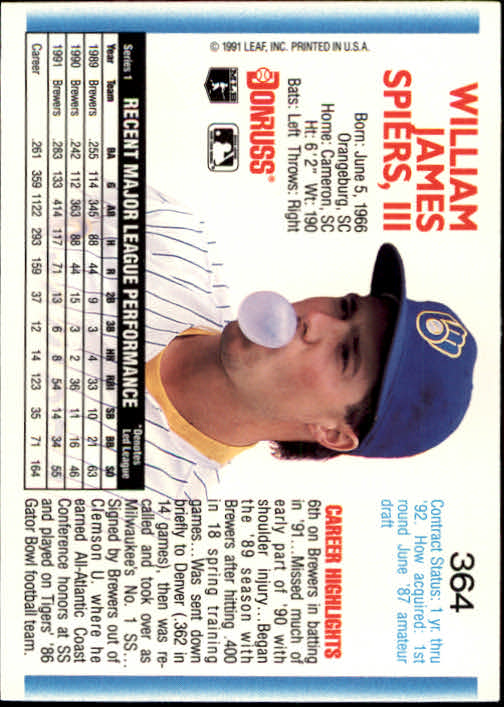 364
WILLIAM
JAMES
SPIERS, III
Contract Status: 1 yr. thru
'92. How acquired: 1st
round June '87 amateur
draft
Born: June 5, 1966
Orangeburg, SC
Home: Cameron, SC
Ht: 6' 2" Wt: 190
Bats: Left Throws: Right
DONRUSS
MLB
© 1991 LEAF, INC. PRINTED IN U.S.A.
CAREER HIGHLIGHTS
6th on Brewers in batting
in '91...Missed much of
early part of '90 with
shoulder injury...Began
the '89 season with
Brewers after hitting .400
in 18 spring training
games...Was sent down
briefly to Denver (.362 in
14 games), then was re-
called and took over as
Milwaukee's No. 1 SS...
Signed by Brewers out of
Clemson U. where he
earned All-Atlantic Coast
Conference honors at SS
and played on Tigers' '86
Gator Bowl football team.
Series 1 RECENT MAJOR LEAGUE PERFORMANCE *Denotes
Led League
Year Team BA G AB H R 2B 3B HR RBI SB BB SO
1989 Brewers .255 114 345 88 44 9 3 4 33 10 21 63
1990 Brewers .242 112 363 88 44 15 3 2 36 11 16 46
1991 Brewers .283 133 414 117 71 13 6 8 54 14 34 55
Career .261 359 1122 293 159 37 12 14 123 35 71 164